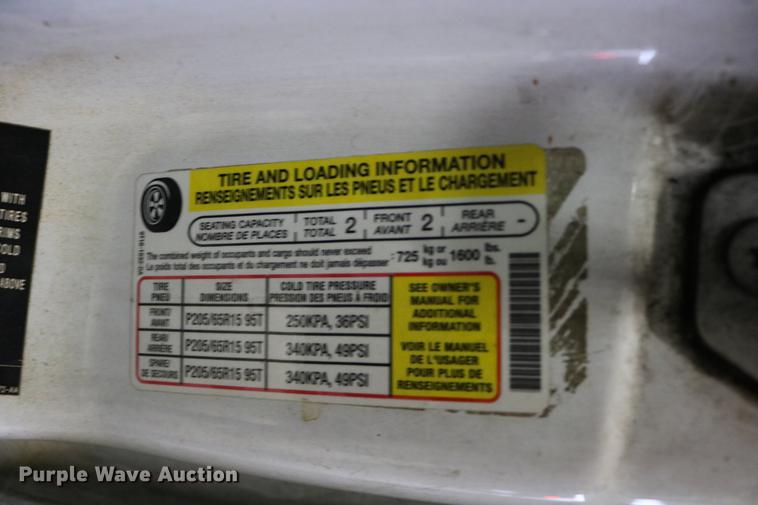 WITH
TIRES
RIMS
COLD
ABOVE
TIRE AND LOADING INFORMATION
RENSEIGNEMENTS SUR LES PNEUS ET LE CHARGEMENT
SEATING CAPACITY TOTAL 2 FRONT 2 REAR -
NOMBRE DE PLACES TOTAL AVANT ARRIÈRE
The combined weight of occupants and cargo should never exceed : 725 kg or 1600 lbs.
Le poids total des occupants et du chargement ne doit jamais dépasser kg ou lb.
TIRE SIZE COLD TIRE PRESSURE
PNEU DIMENSIONS PRESSION DES PNEUS À FROID
FRONT/ AVANT P205/65R15 95T 250KPA, 36PSI
REAR/ ARRIÈRE P205/65R15 95T 340KPA, 49PSI
SPARE DE SECOURS P205/65R15 95T 340KPA, 49PSI
SEE OWNER'S
MANUAL FOR
ADDITIONAL
INFORMATION
VOIR LE MANUEL
DE L'USAGER
POUR PLUS DE
RENSEIGNEMENTS
Purple Wave Auction